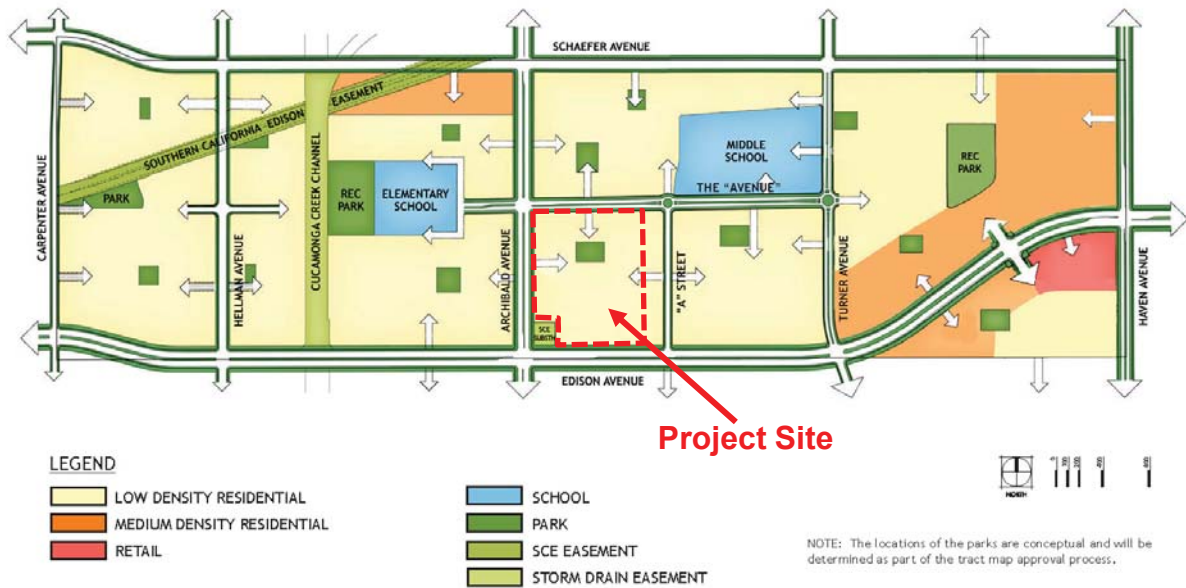 SCHAEFER AVENUE
SOUTHERN CALIFORNIA EDISON EASEMENT
CARPENTER AVENUE
PARK
HELLMAN AVENUE
CUCAMONGA CREEK CHANNEL
REC
PARK
ELEMENTARY
SCHOOL
ARCHIBALD AVENUE
MIDDLE
SCHOOL
THE "AVENUE"
"A" STREET
TURNER AVENUE
REC
PARK
HAVEN AVENUE
SCE
EDISON AVENUE
Project Site
LEGEND
LOW DENSITY RESIDENTIAL
MEDIUM DENSITY RESIDENTIAL
RETAIL
SCHOOL
PARK
SCE EASEMENT
STORM DRAIN EASEMENT
NORTH
0
NOTE: The locations of the parks are conceptual and will be
determined as part of the tract map approval process.